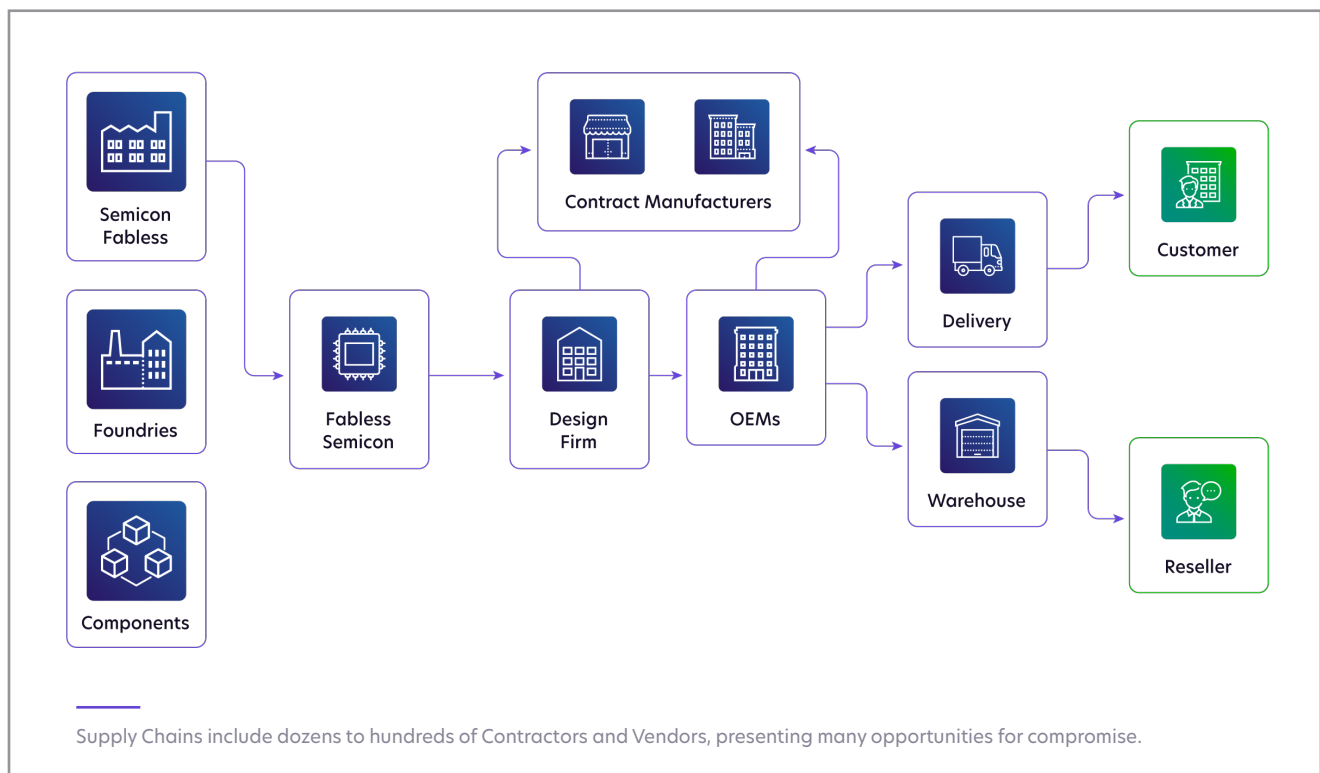 Semicon
Fabless
Foundries
Components
Fabless
Semicon
Contract Manufacturers
Design
Firm
OEMs
Delivery
Warehouse
Customer
Reseller
Supply Chains include dozens to hundreds of Contractors and Vendors, presenting many opportunities for compromise.